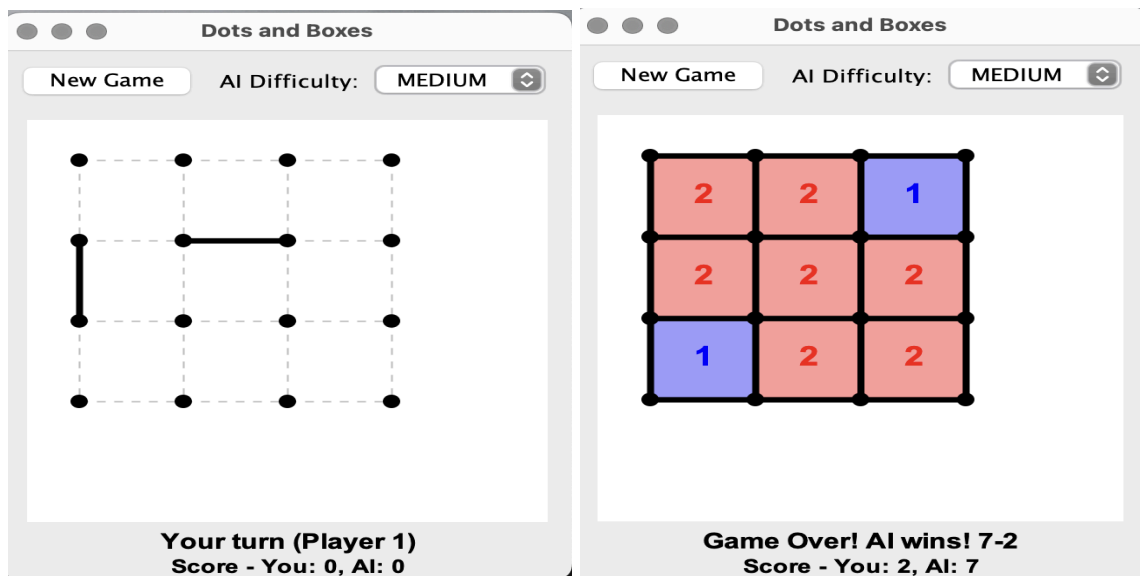 Dots and Boxes
New Game AI Difficulty: MEDIUM
Your turn (Player 1)
Score - You: 0, AI: 0
Dots and Boxes
New Game AI Difficulty: MEDIUM
2 2 1
2 2 2
1 2 2
Game Over! AI wins! 7-2
Score - You: 2, AI: 7